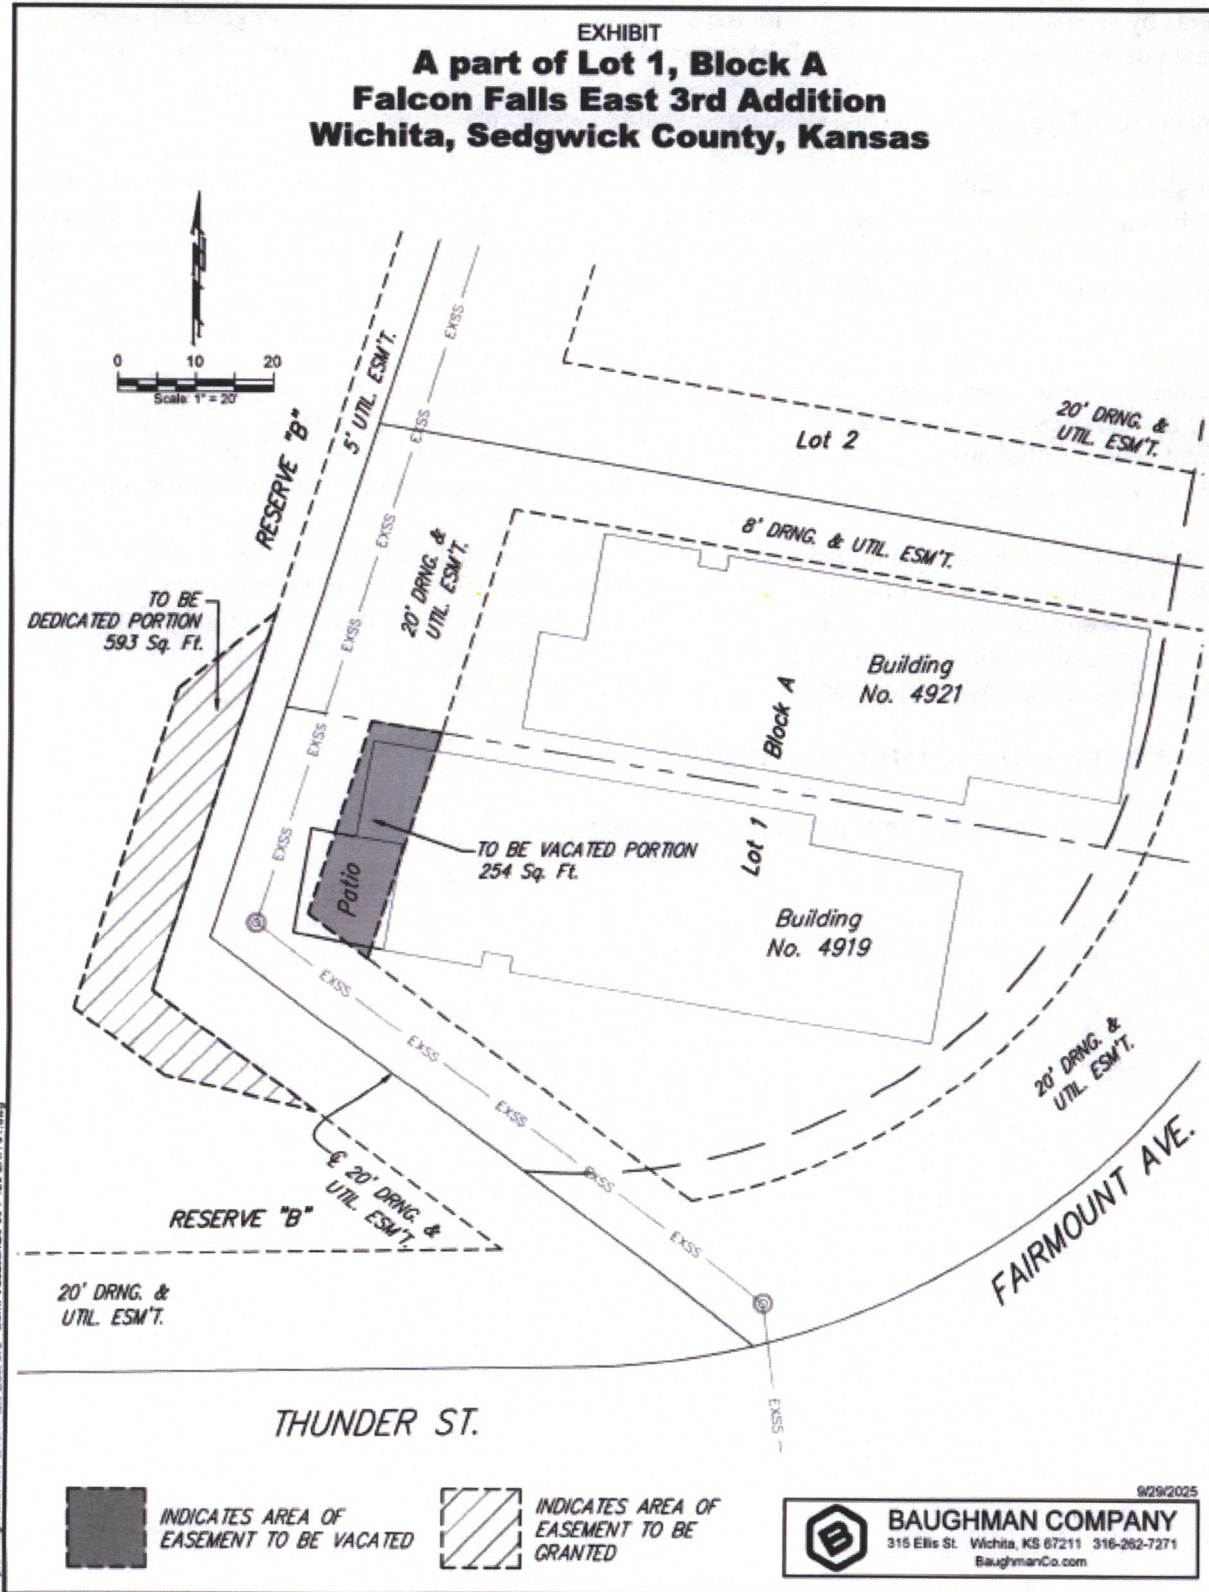 EXHIBIT
A part of Lot 1, Block A
Falcon Falls East 3rd Addition
Wichita, Sedgwick County, Kansas
0 10 20
Scale: 1" = 20'
RESERVE "B"
5' UTIL. ESM'T.
EXSS
EXSS
EXSS
EXSS
EXSS
EXSS
20' DRNG. &
UTIL. ESM'T.
Lot 2
20' DRNG. &
UTIL. ESM'T.
8' DRNG. & UTIL. ESM'T.
TO BE
DEDICATED PORTION
593 Sq. Ft.
Building
No. 4921
Block A
Lot 1
TO BE VACATED PORTION
254 Sq. Ft.
Patio
Building
No. 4919
EXSS
EXSS
EXSS
EXSS
EXSS
EXSS
20' DRNG. &
UTIL. ESM'T.
FAIRMOUNT AVE.
℄ 20' DRNG. &
UTIL. ESM'T.
RESERVE "B"
20' DRNG. &
UTIL. ESM'T.
THUNDER ST.
INDICATES AREA OF
EASEMENT TO BE VACATED
INDICATES AREA OF
EASEMENT TO BE
GRANTED
9/29/2025
B
BAUGHMAN COMPANY
315 Ellis St. Wichita, KS 67211 316-262-7271
BaughmanCo.com